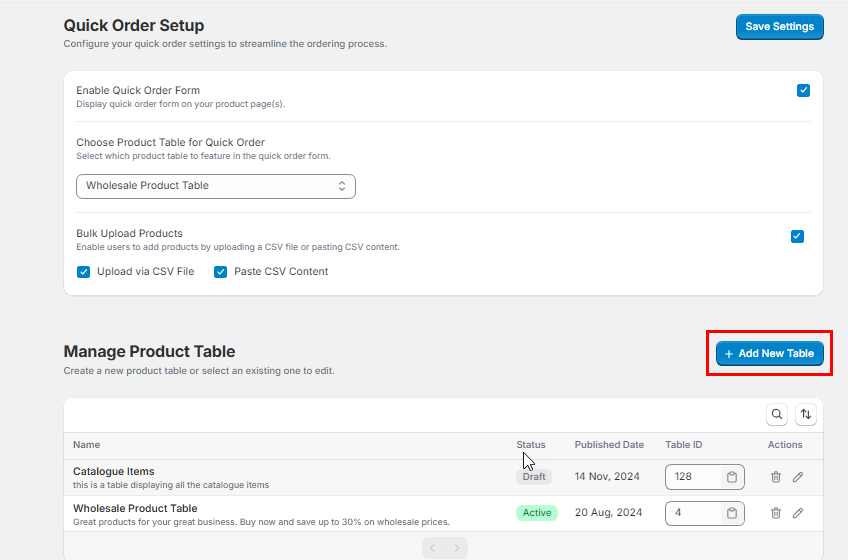 Quick Order Setup
Save Settings
Configure your quick order settings to streamline the ordering process.
Enable Quick Order Form
Display quick order form on your product page(s).
Choose Product Table for Quick Order
Select which product table to feature in the quick order form.
Wholesale Product Table
Bulk Upload Products
Enable users to add products by uploading a CSV file or pasting CSV content.
Upload via CSV File Paste CSV Content
Manage Product Table
+ Add New Table
Create a new product table or select an existing one to edit.
Name Status Published Date Table ID Actions
Catalogue Items
this is a table displaying all the catalogue items
Draft 14 Nov, 2024 128
Wholesale Product Table
Great products for your great business. Buy now and save up to 30% on wholesale prices.
Active 20 Aug, 2024 4